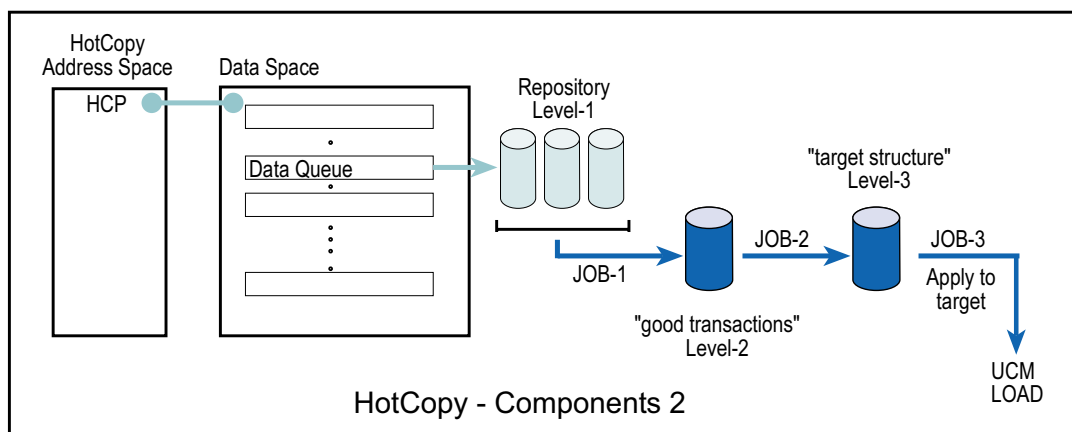 HotCopy
Address Space
HCP
Data Space
Data Queue
Repository
Level-1
JOB-1
"good transactions"
Level-2
JOB-2
"target structure"
Level-3
JOB-3
Apply to
target
UCM
LOAD
HotCopy - Components 2